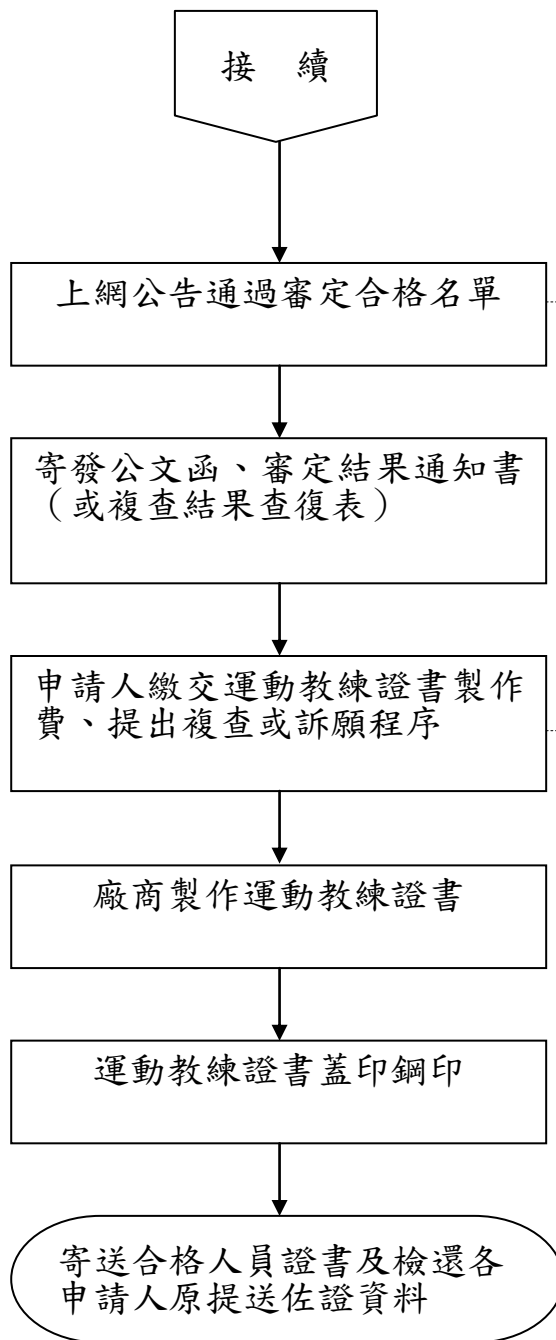 接　續
上網公告通過審定合格名單
寄發公文函、審定結果通知書
（或複查結果查復表）
申請人繳交運動教練證書製作
費、提出複查或訴願程序
廠商製作運動教練證書
運動教練證書蓋印鋼印
寄送合格人員證書及檢還各
申請人原提送佐證資料